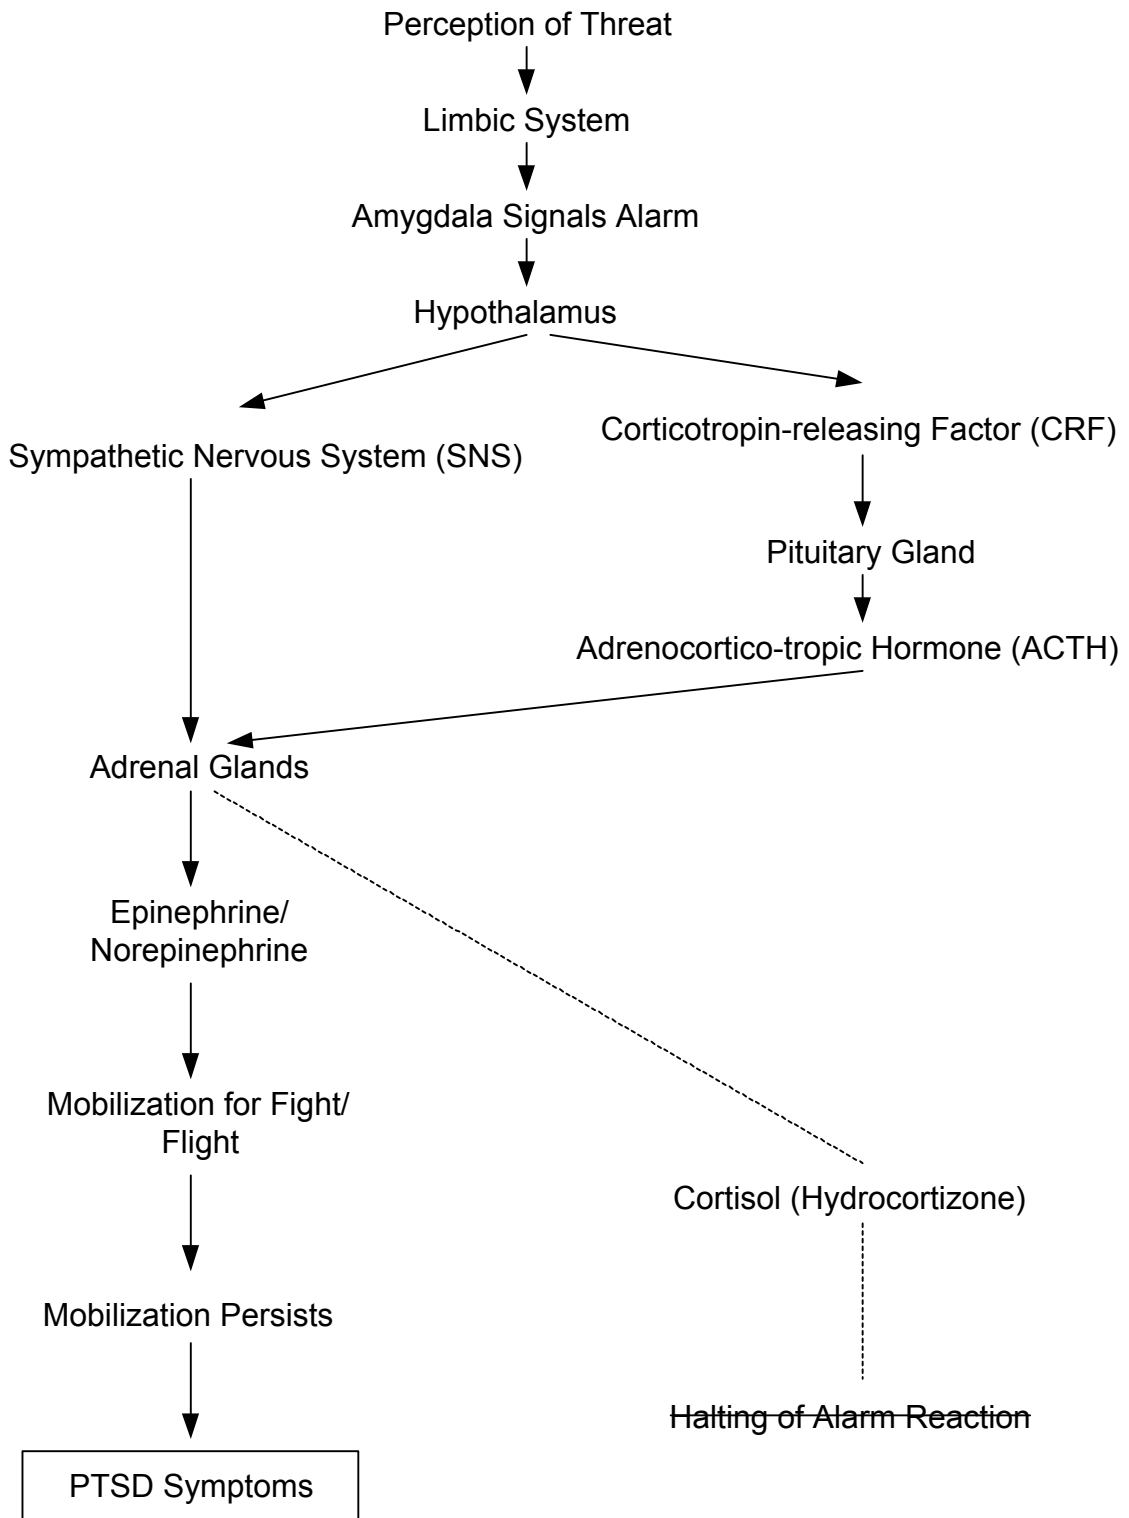 Perception of Threat
Limbic System
Amygdala Signals Alarm
Hypothalamus
Sympathetic Nervous System (SNS)
Corticotropin-releasing Factor (CRF)
Pituitary Gland
Adrenocortico-tropic Hormone (ACTH)
Adrenal Glands
Epinephrine/
Norepinephrine
Mobilization for Fight/
Flight
Cortisol (Hydrocortizone)
Mobilization Persists
Halting of Alarm Reaction
PTSD Symptoms